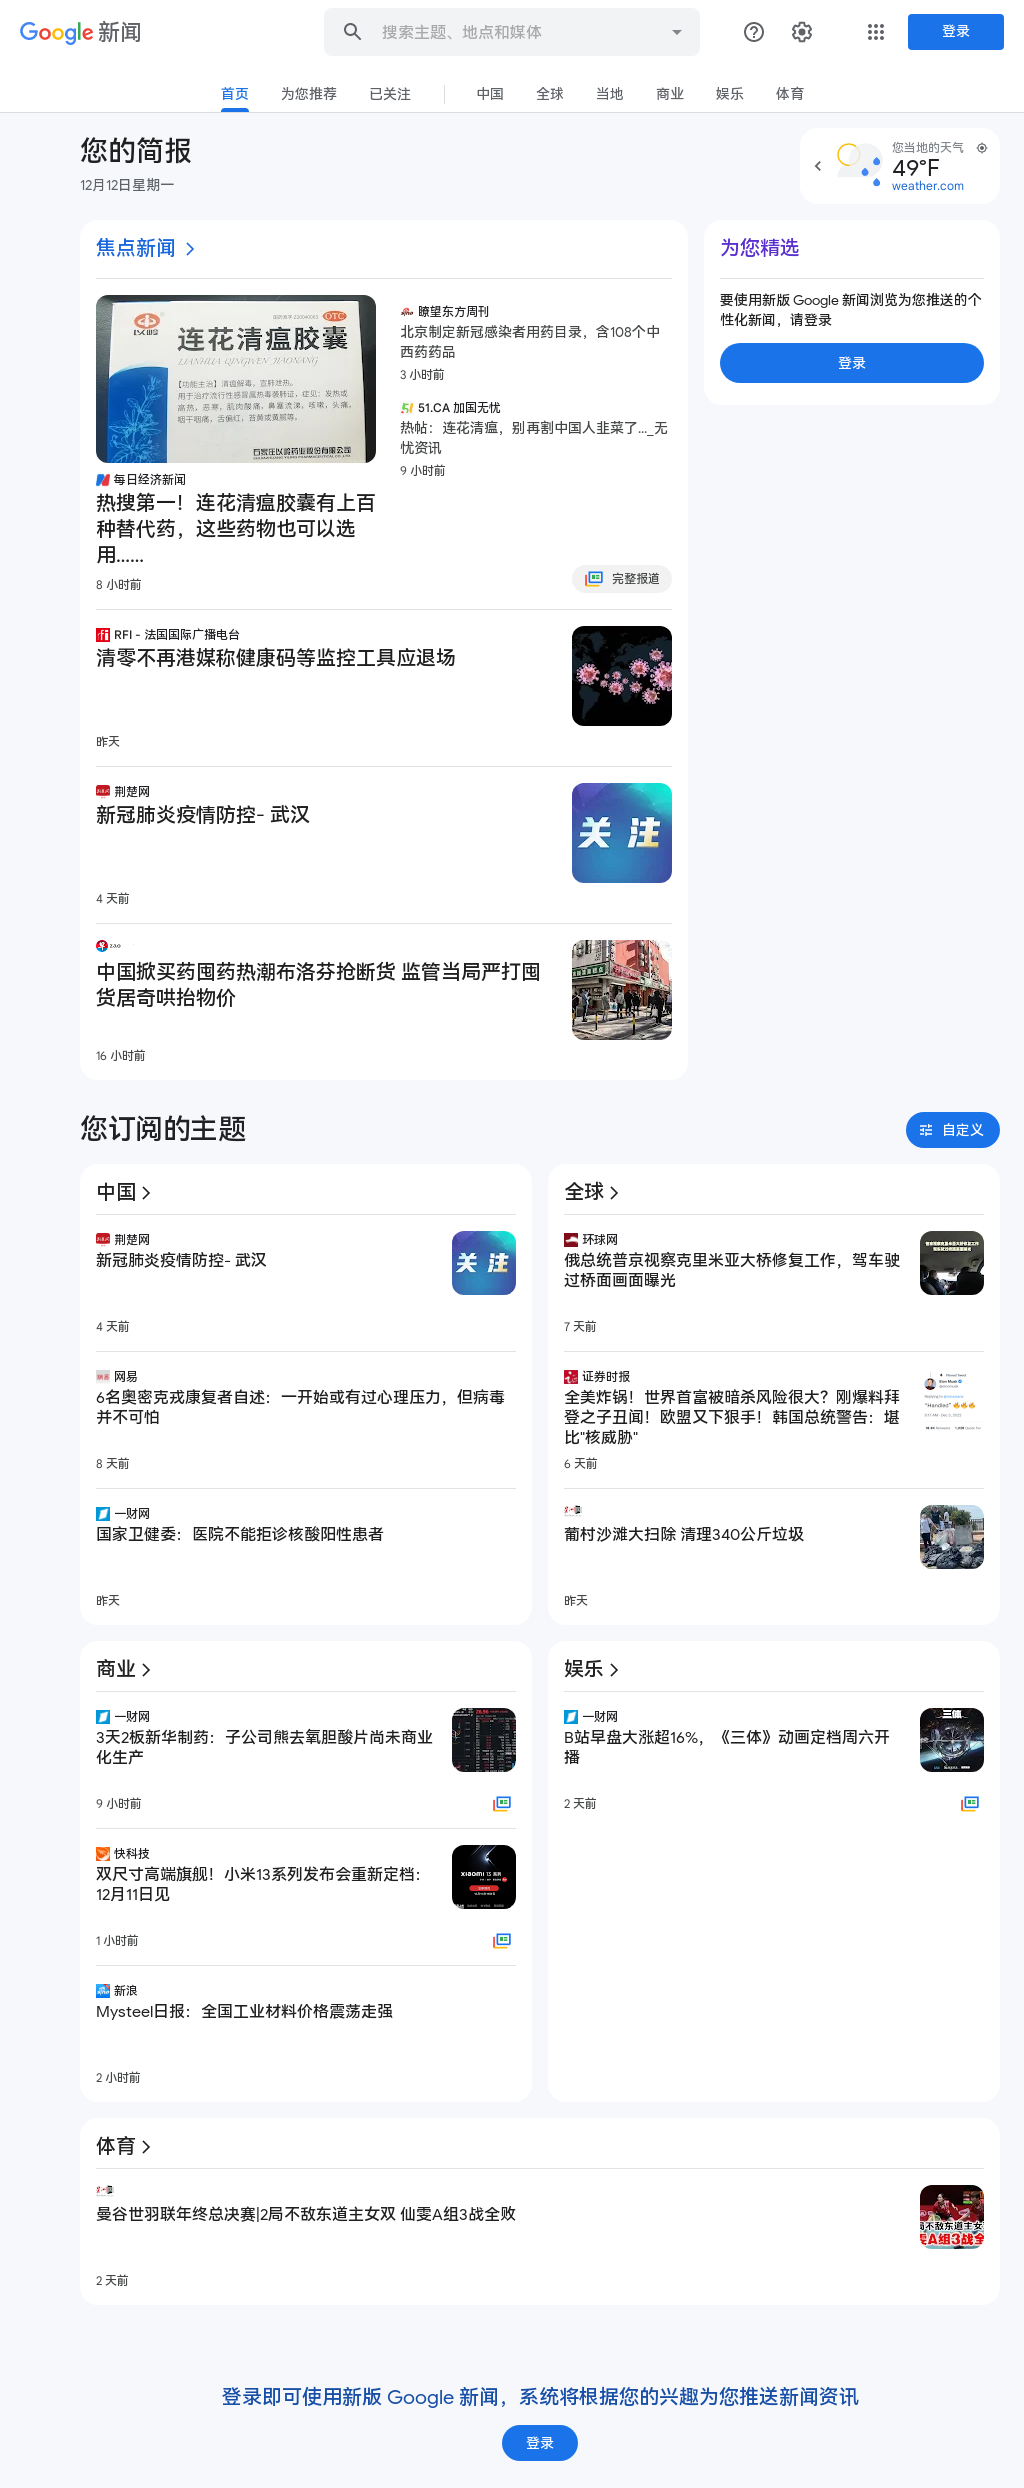 Google 新闻
搜索主题、地点和媒体
登录
首页
为您推荐
已关注
中国
全球
当地
商业
娱乐
体育
您的简报
12月12日星期一
您当地的天气
49°F
weather.com
焦点新闻
以岭
OTC
连花清瘟胶囊
LIANHUA QINGWEN JIAONANG
每日经济新闻
热搜第一！连花清瘟胶囊有上百
种替代药，这些药物也可以选
用......
8 小时前
瞭望东方周刊
北京制定新冠感染者用药目录，含108个中
西药药品
3 小时前
51.CA 加国无忧
热帖：连花清瘟，别再割中国人韭菜了..._无
忧资讯
9 小时前
完整报道
RFI - 法国国际广播电台
清零不再港媒称健康码等监控工具应退场
昨天
荆楚网
新冠肺炎疫情防控- 武汉
关注
4 天前
中国掀买药囤药热潮布洛芬抢断货 监管当局严打囤
货居奇哄抬物价
16 小时前
为您精选
要使用新版 Google 新闻浏览为您推送的个
性化新闻，请登录
登录
您订阅的主题
自定义
中国
荆楚网
新冠肺炎疫情防控- 武汉
关注
4 天前
网易
6名奥密克戎康复者自述：一开始或有过心理压力，但病毒
并不可怕
8 天前
一财网
国家卫健委：医院不能拒诊核酸阳性患者
昨天
全球
环球网
俄总统普京视察克里米亚大桥修复工作，驾车驶
过桥面画面曝光
7 天前
证券时报
全美炸锅！世界首富被暗杀风险很大？刚爆料拜
登之子丑闻！欧盟又下狠手！韩国总统警告：堪
比"核威胁"
Elon Musk
"Handled"
6 天前
葡村沙滩大扫除 清理340公斤垃圾
昨天
商业
一财网
3天2板新华制药：子公司熊去氧胆酸片尚未商业
化生产
9 小时前
快科技
双尺寸高端旗舰！小米13系列发布会重新定档：
12月11日见
xiaomi 13 系列
1 小时前
新浪
Mysteel日报：全国工业材料价格震荡走强
2 小时前
娱乐
一财网
B站早盘大涨超16%，《三体》动画定档周六开
播
三体
2 天前
体育
曼谷世羽联年终总决赛|2局不敌东道主女双 仙雯A组3战全败
局不敌东道主女
雯A组3战全
2 天前
登录即可使用新版 Google 新闻，系统将根据您的兴趣为您推送新闻资讯
登录